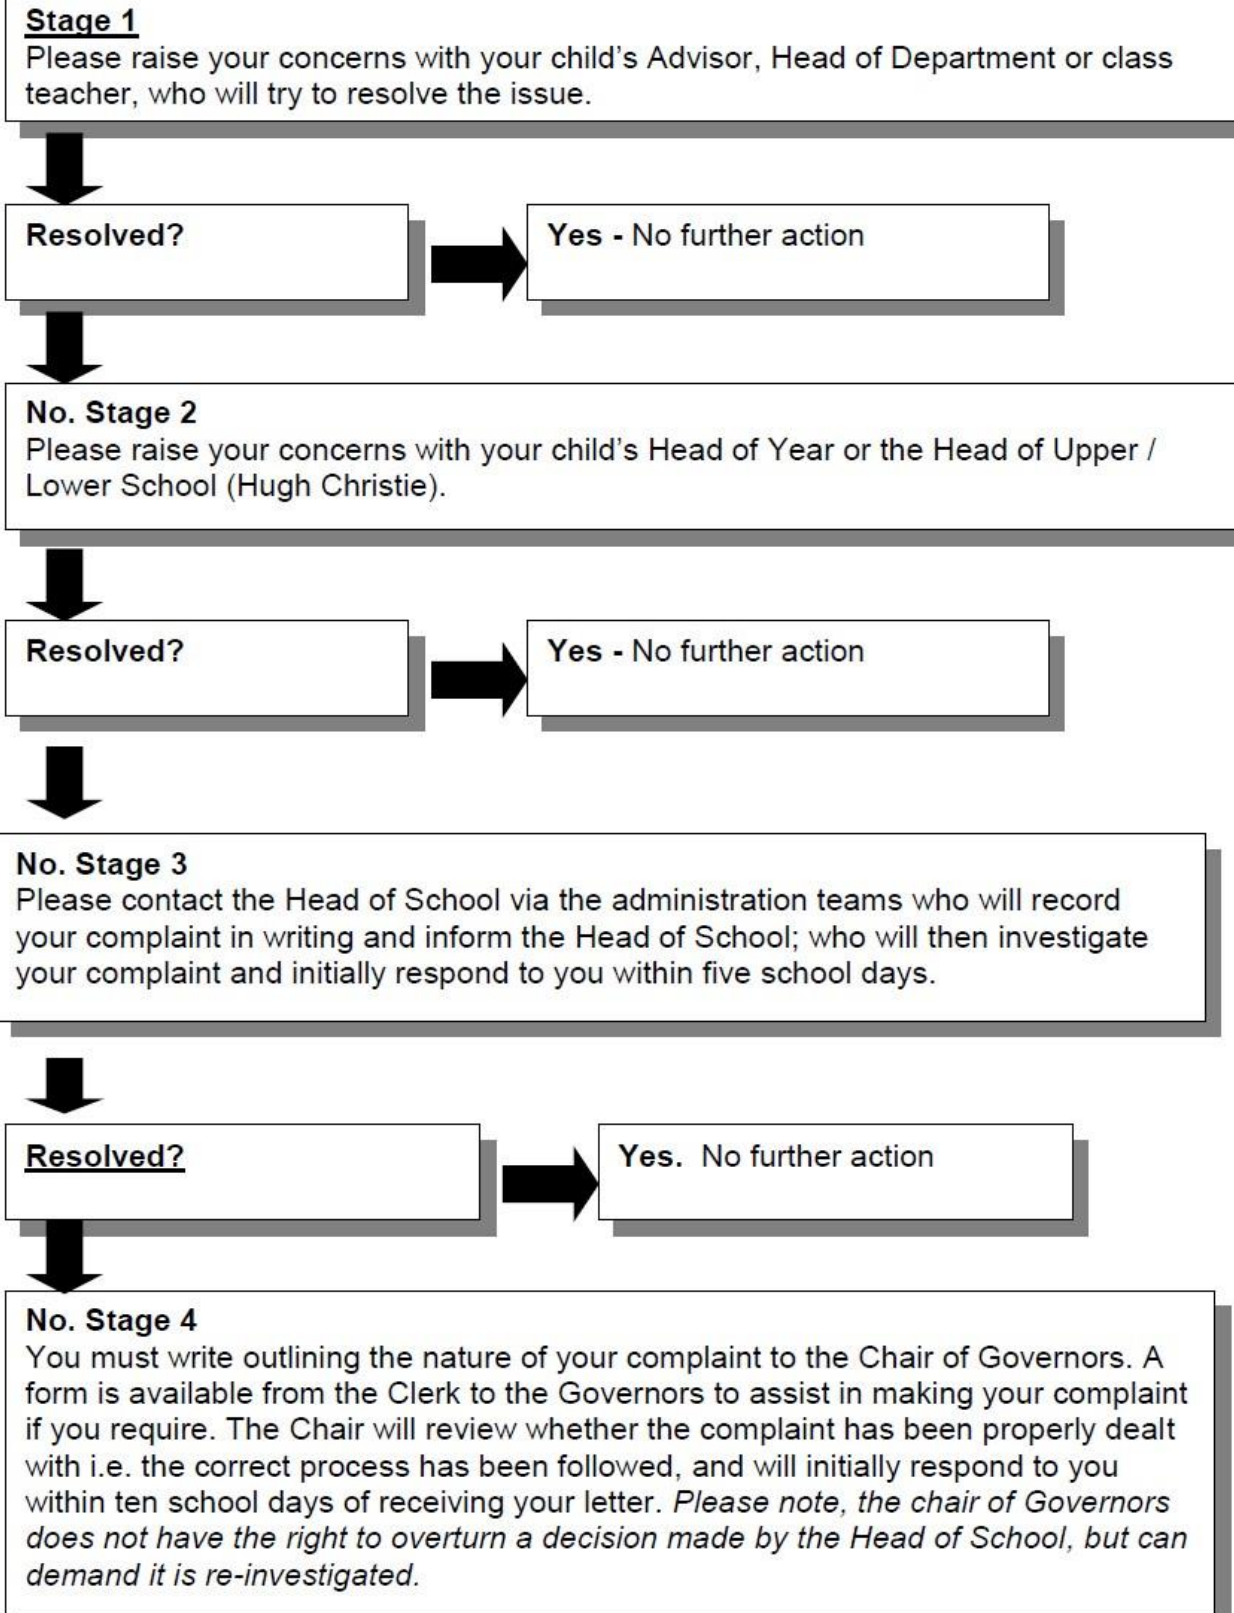 Stage 1
Please raise your concerns with your child's Advisor, Head of Department or class
teacher, who will try to resolve the issue.
Resolved?
Yes - No further action
No. Stage 2
Please raise your concerns with your child's Head of Year or the Head of Upper /
Lower School (Hugh Christie).
Resolved?
Yes - No further action
No. Stage 3
Please contact the Head of School via the administration teams who will record
your complaint in writing and inform the Head of School; who will then investigate
your complaint and initially respond to you within five school days.
Resolved?
Yes.  No further action
No. Stage 4
You must write outlining the nature of your complaint to the Chair of Governors. A
form is available from the Clerk to the Governors to assist in making your complaint
if you require. The Chair will review whether the complaint has been properly dealt
with i.e. the correct process has been followed, and will initially respond to you
within ten school days of receiving your letter. Please note, the chair of Governors
does not have the right to overturn a decision made by the Head of School, but can
demand it is re-investigated.